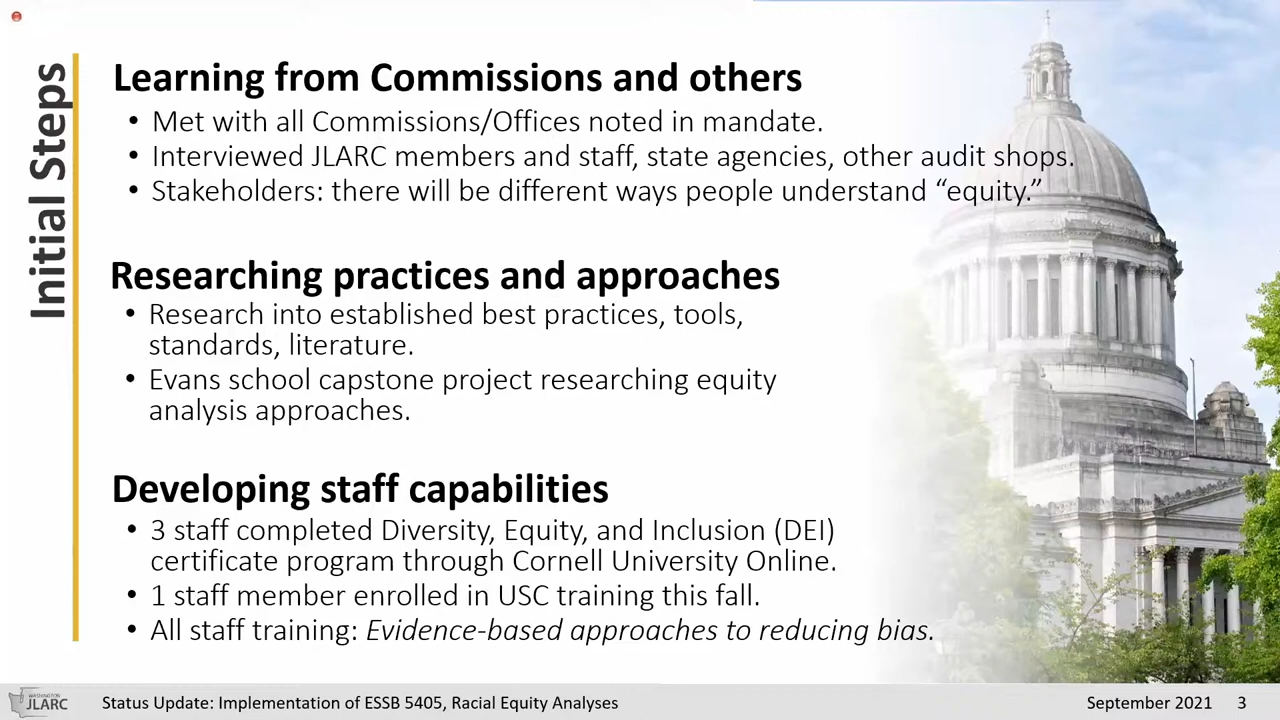 Initial Steps
Learning from Commissions and others
• Met with all Commissions/Offices noted in mandate.
• Interviewed JLARC members and staff, state agencies, other audit shops.
• Stakeholders: there will be different ways people understand “equity.”
Researching practices and approaches
• Research into established best practices, tools,
standards, literature.
• Evans school capstone project researching equity
analysis approaches.
Developing staff capabilities
• 3 staff completed Diversity, Equity, and Inclusion (DEI)
certificate program through Cornell University Online.
• 1 staff member enrolled in USC training this fall.
• All staff training: Evidence-based approaches to reducing bias.
WASHINGTON
JLARC
Status Update: Implementation of ESSB 5405, Racial Equity Analyses
September 2021 3